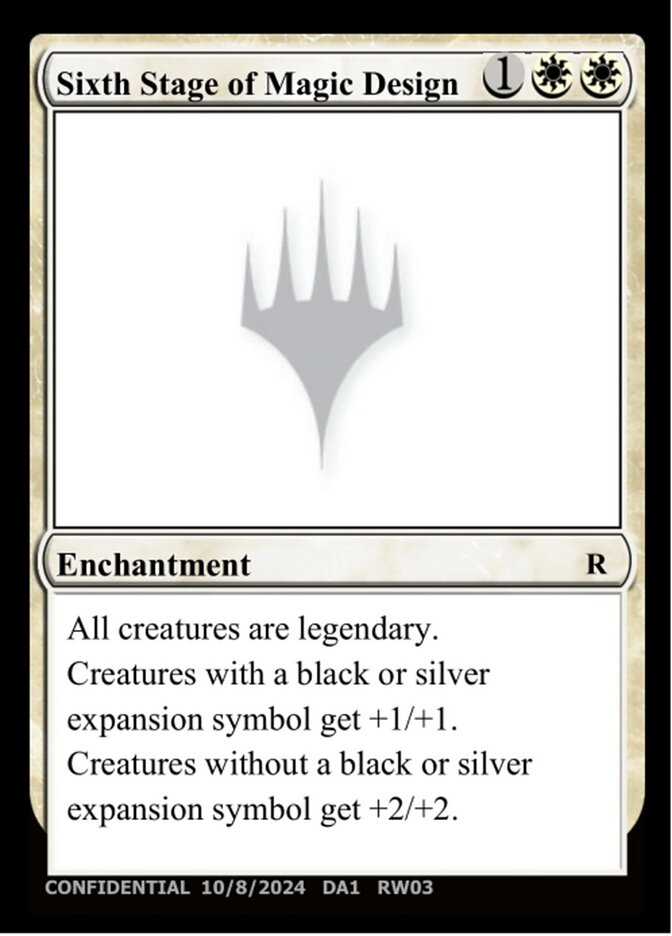 Sixth Stage of Magic Design 1
Enchantment R
All creatures are legendary.
Creatures with a black or silver
expansion symbol get +1/+1.
Creatures without a black or silver
expansion symbol get +2/+2.
CONFIDENTIAL 10/8/2024 DA1 RW03